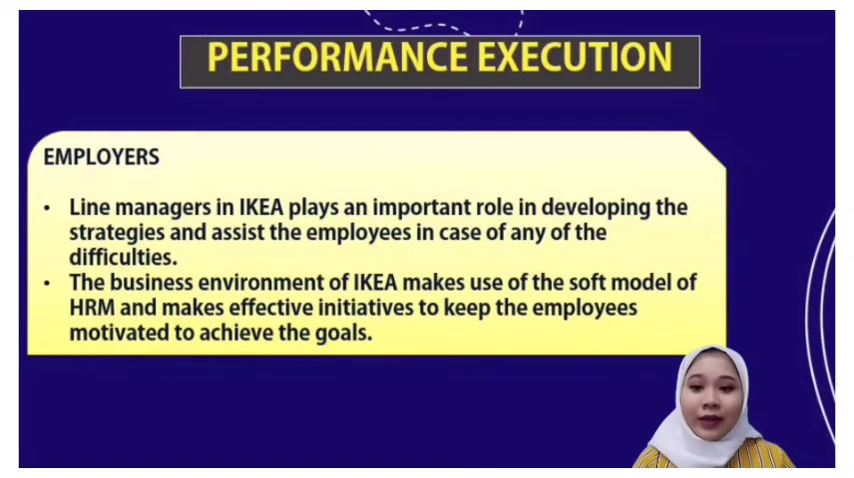 PERFORMANCE EXECUTION
EMPLOYERS
• Line managers in IKEA plays an important role in developing the
strategies and assist the employees in case of any of the
difficulties.
• The business environment of IKEA makes use of the soft model of
HRM and makes effective initiatives to keep the employees
motivated to achieve the goals.